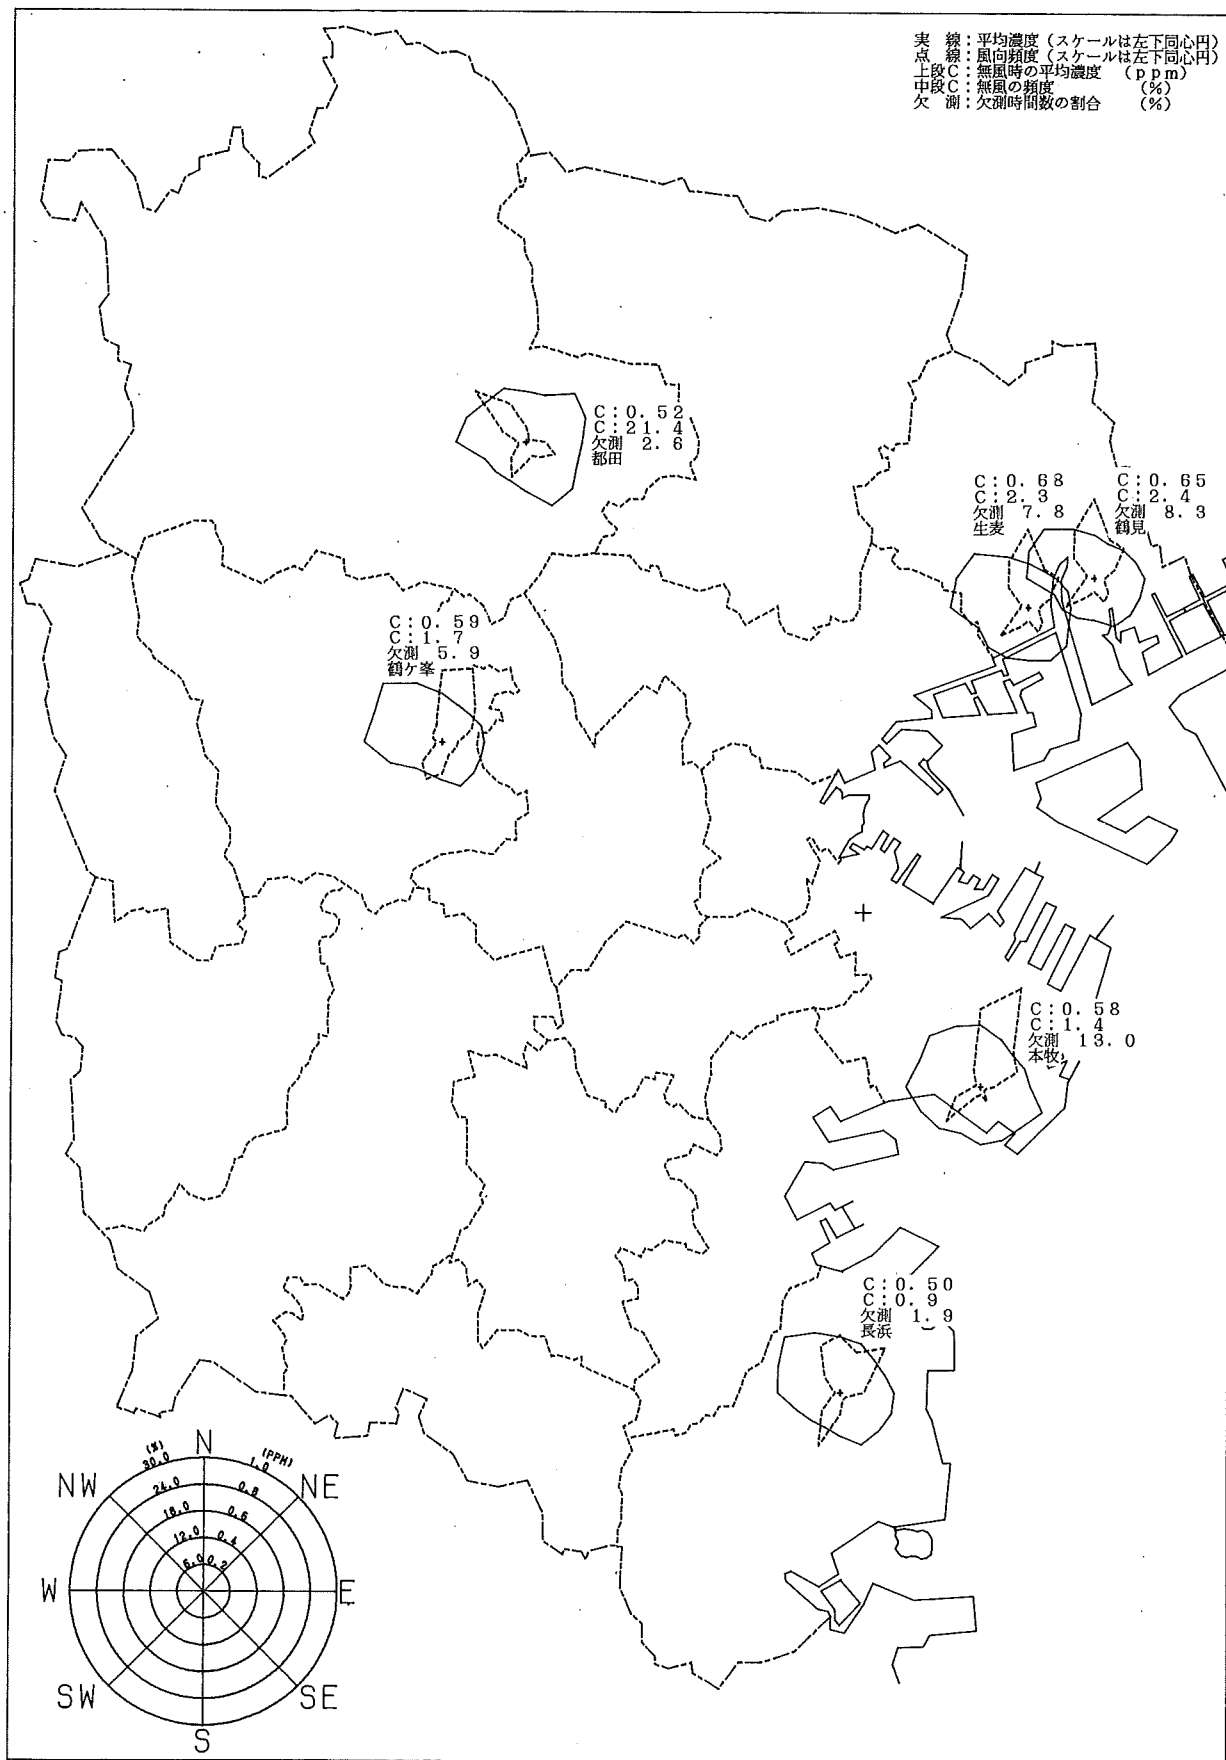 実　線：平均濃度（スケールは左下同心円）
点　線：風向頻度（スケールは左下同心円）
上段C：無風時の平均濃度　（ppm）
中段C：無風の頻度　（%）
欠　測：欠測時間数の割合　（%）
C：0.52
C：21.4
欠測 2.6
都田
C：0.68
C：2.3
欠測 7.8
生麦
C：0.65
C：2.4
欠測 8.3
鶴見
C：0.59
C：1.7
欠測 5.9
鶴ケ峯
C：0.58
C：1.4
欠測 13.0
本牧
C：0.50
C：0.9
欠測 1.9
長浜
(%) (PPM)
30.0 N 1.0
NW 24.0 0.8 NE
18.0 0.6
12.0 0.4
6.0 0.2
W E
SW SE
S